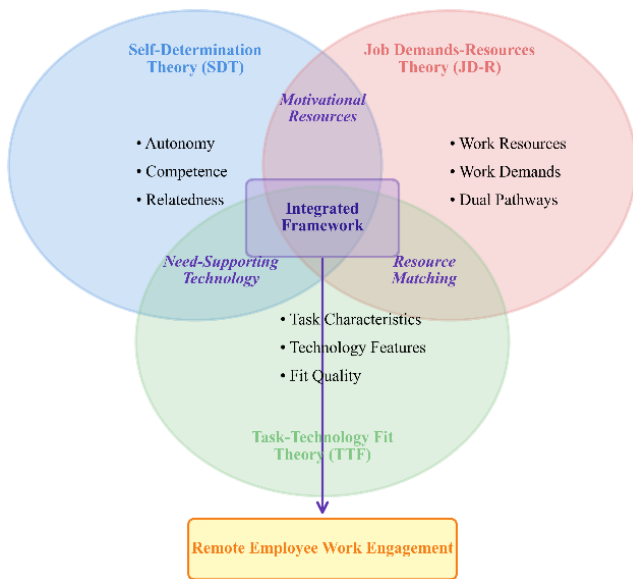 Self-Determination
Theory (SDT)
Job Demands-Resources
Theory (JD-R)
Motivational
Resources
• Autonomy
• Competence
• Relatedness
• Work Resources
• Work Demands
• Dual Pathways
Integrated
Framework
Need-Supporting
Technology
Resource
Matching
• Task Characteristics
• Technology Features
• Fit Quality
Task-Technology Fit
Theory (TTF)
Remote Employee Work Engagement